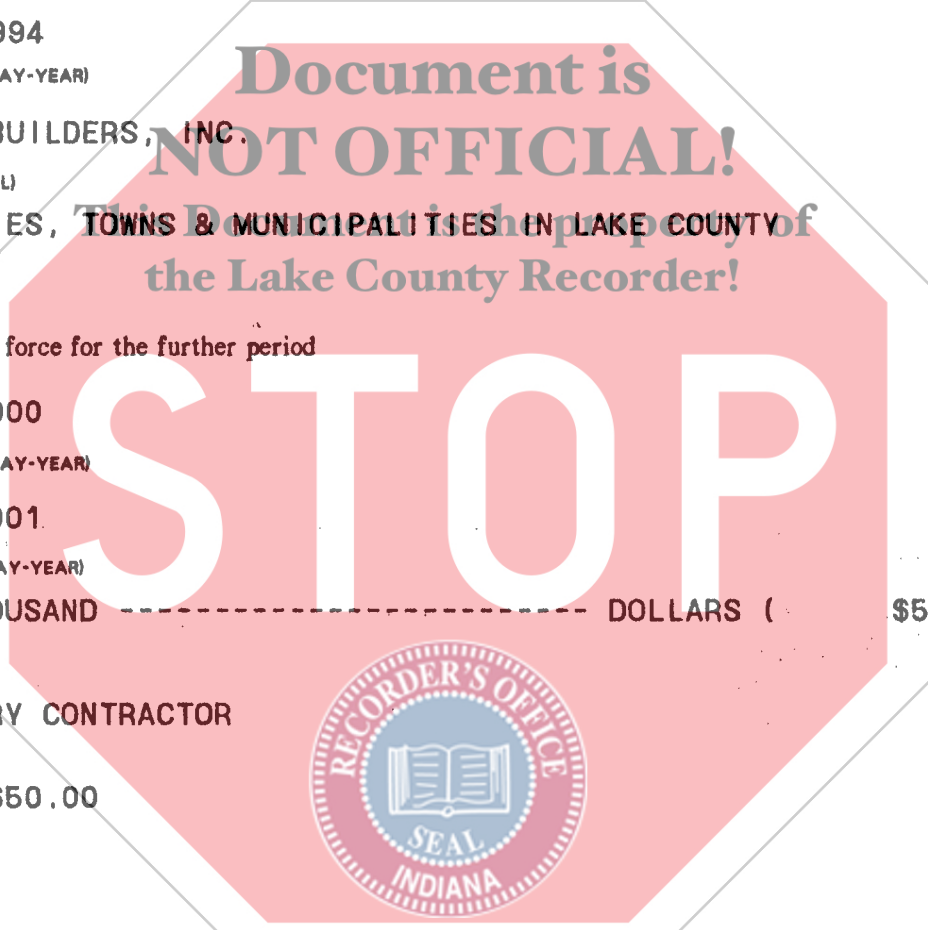 994
AY-YEAR)
Document is
BUILDERS, INC.
NOT OFFICIAL!
L)
ES, TOWNS & MUNICIPALITIES IN LAKE COUNTY
This Document is the property of
the Lake County Recorder!
force for the further period
STOP
000
AY-YEAR)
001
AY-YEAR)
OUSAND ------------------------- DOLLARS ( $5
RY CONTRACTOR
$50.00
RECORDER'S OFFICE
SEAL
INDIANA